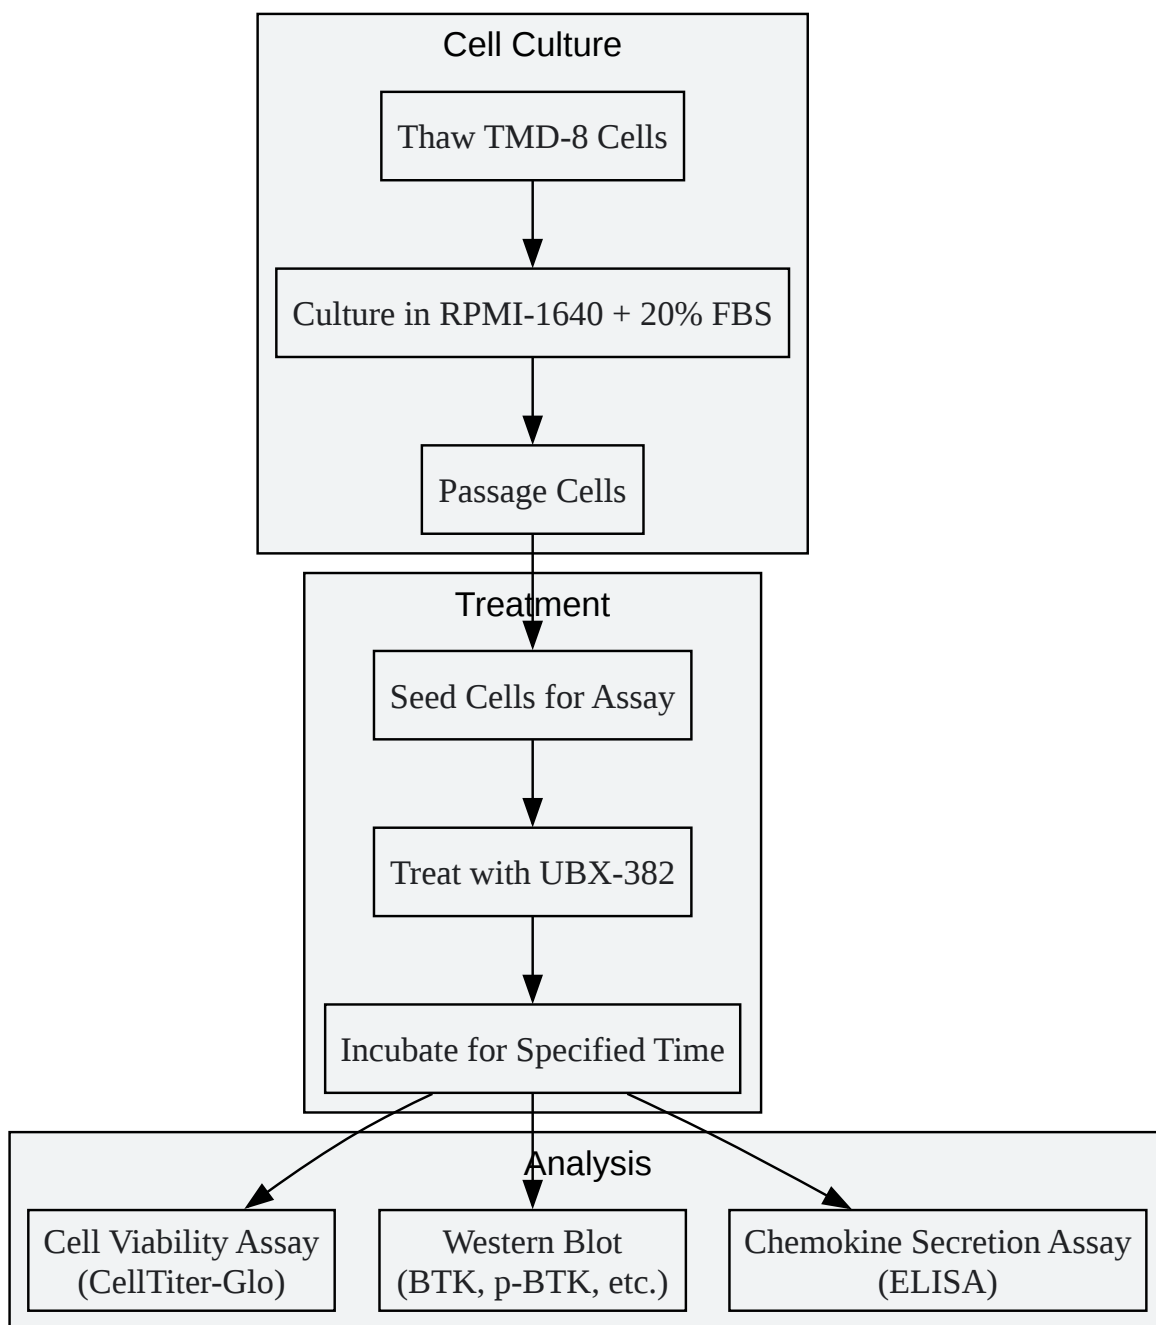 Cell Culture
Thaw TMD-8 Cells
Culture in RPMI-1640 + 20% FBS
Passage Cells
Treatment
Seed Cells for Assay
Treat with UBX-382
Incubate for Specified Time
Analysis
Cell Viability Assay
(CellTiter-Glo)
Western Blot
(BTK, p-BTK, etc.)
Chemokine Secretion Assay
(ELISA)